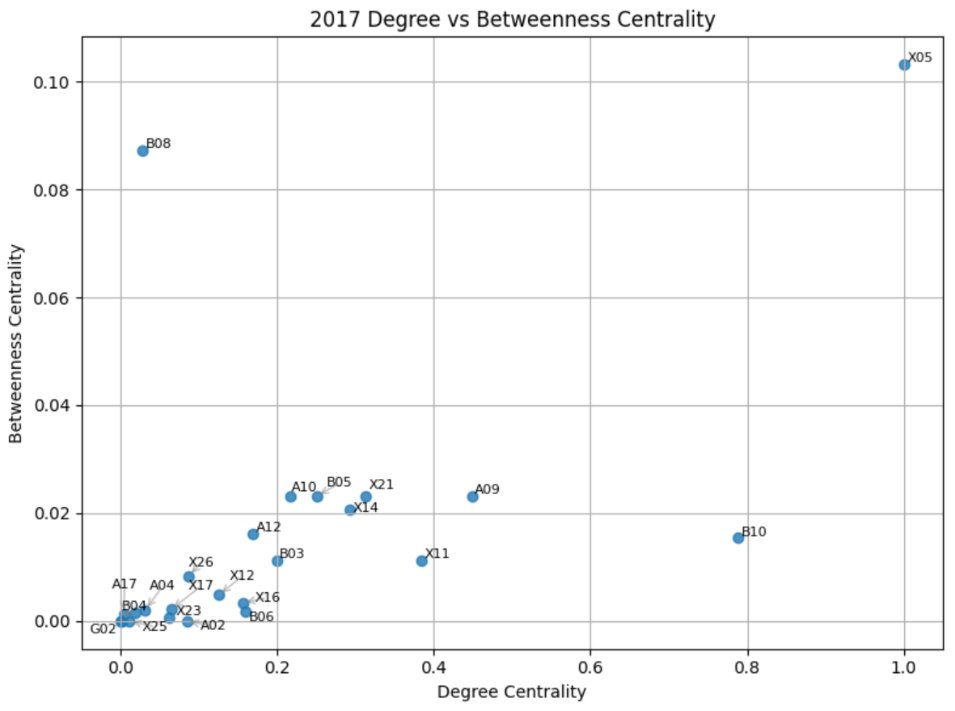 2017 Degree vs Betweenness Centrality
X05
0.10
B08
0.08
0.06
Betweenness Centrality
0.04
A10
B05
X21
A09
X14
0.02
A12
B10
B03
X11
X26
X12
A17
A04
X17
X16
B04
X23
B06
0.00
G02
X25
A02
0.0
0.2
0.4
0.6
0.8
1.0
Degree Centrality